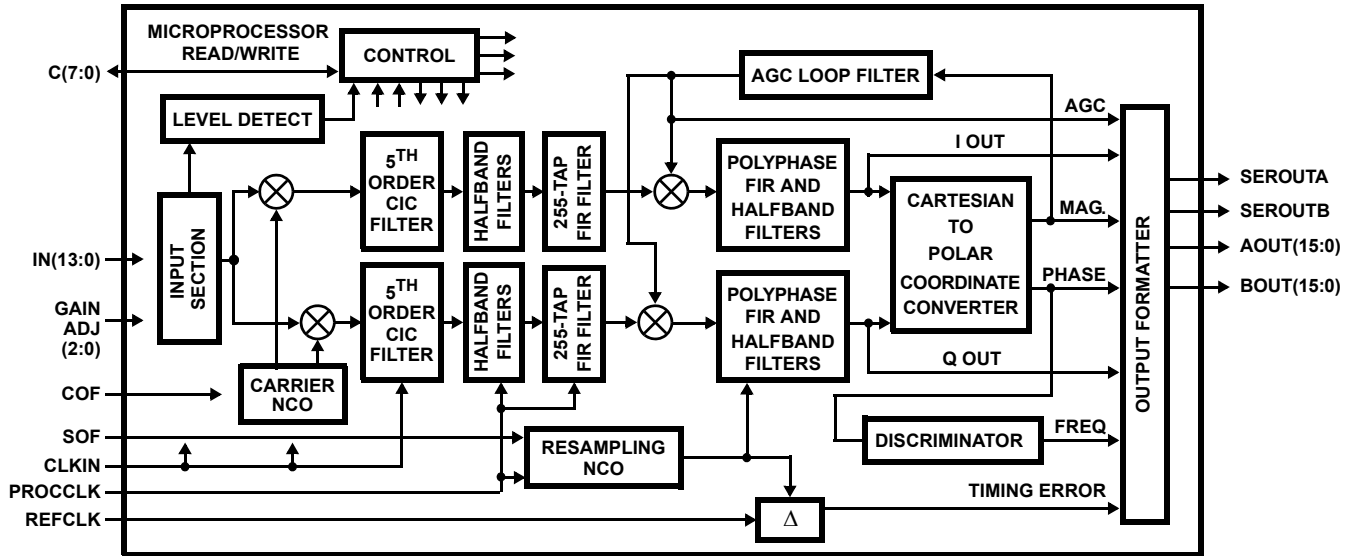 MICROPROCESSOR
READ/WRITE
C(7:0)
CONTROL
AGC LOOP FILTER
LEVEL DETECT
AGC
I OUT
5TH
ORDER
CIC
FILTER
HALFBAND
FILTERS
255-TAP
FIR FILTER
POLYPHASE
FIR AND
HALFBAND
FILTERS
CARTESIAN
TO
POLAR
COORDINATE
CONVERTER
MAG.
PHASE
SEROUTA
SEROUTB
AOUT(15:0)
BOUT(15:0)
OUTPUT FORMATTER
IN(13:0)
INPUT
SECTION
GAIN
ADJ
(2:0)
5TH
ORDER
CIC
FILTER
HALFBAND
FILTERS
255-TAP
FIR FILTER
POLYPHASE
FIR AND
HALFBAND
FILTERS
Q OUT
COF
CARRIER
NCO
SOF
RESAMPLING
NCO
DISCRIMINATOR
FREQ
CLKIN
PROCCLK
TIMING ERROR
REFCLK
Δ